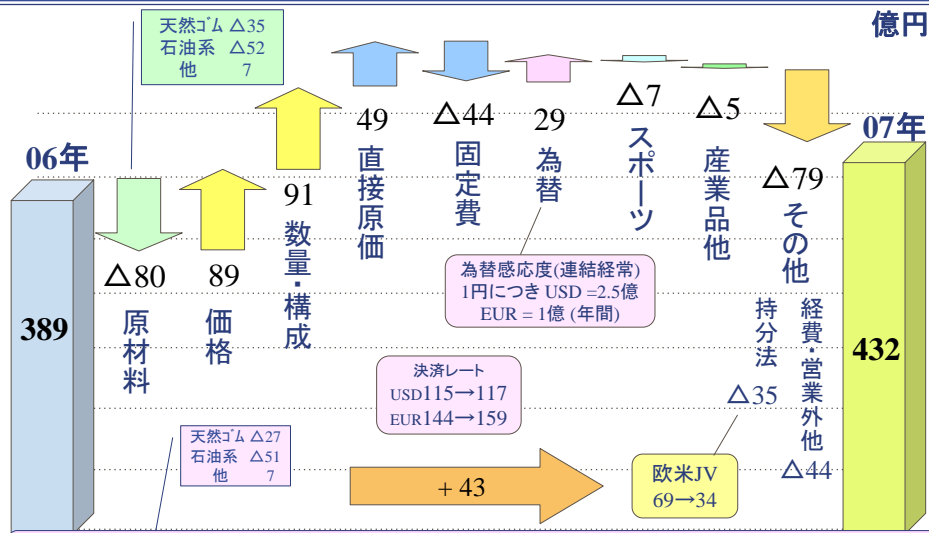 億円
天然ｺﾞﾑ △35
石油系 △52
他 7
06年
389
△80
原材料
89
価格
91
数量・構成
49
直接原価
△44
固定費
29
為替
△7
スポーツ
△5
産業品他
△79
その他
持分法
△35
経費・営業外他
△44
07年
432
為替感応度(連結経常)
1円につき USD =2.5億
EUR = 1億 (年間)
決済レート
USD115→117
EUR144→159
天然ｺﾞﾑ △27
石油系 △51
他 7
+ 43
欧米JV
69→34